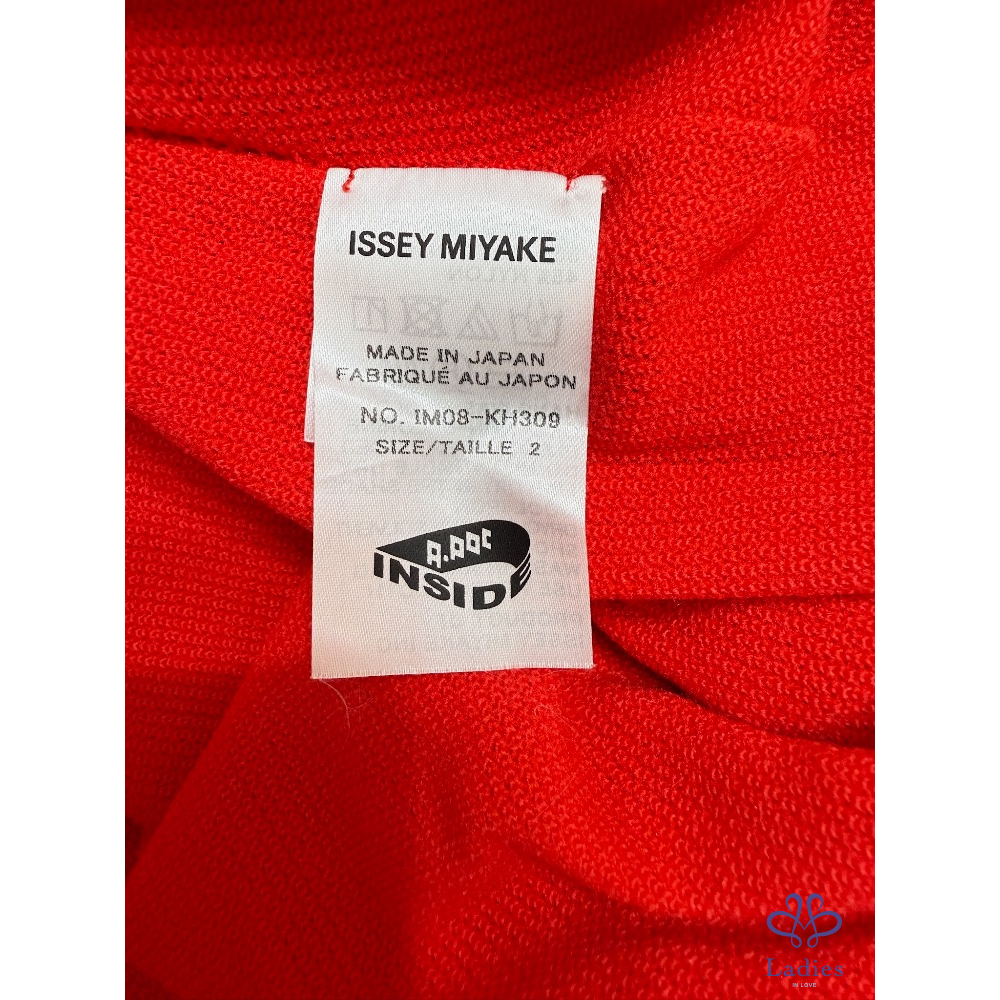 ISSEY MIYAKE
MADE IN JAPAN
FABRIQUÉ AU JAPON
NO. IM08-KH309
SIZE/TAILLE 2
A.POC
INSIDE
Ladies
IN LOVE